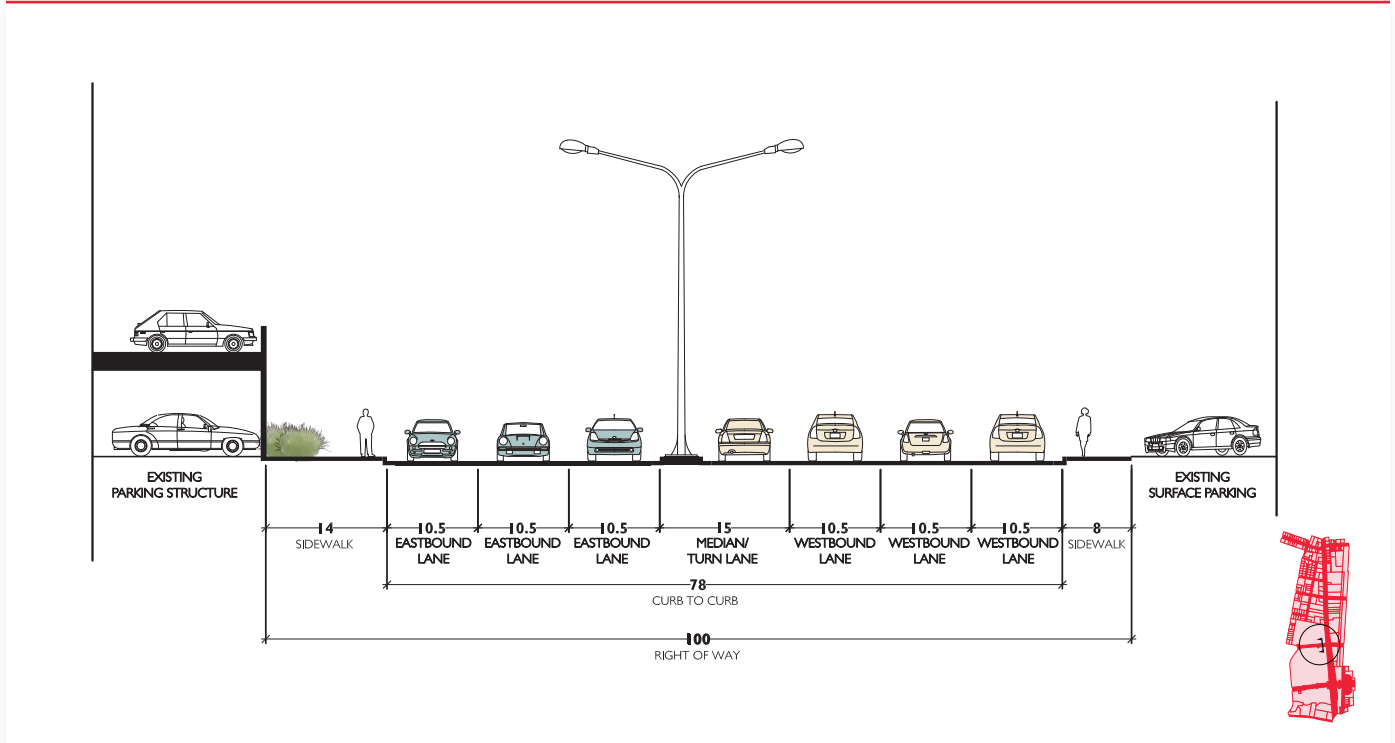 EXISTING
PARKING STRUCTURE
EXISTING
SURFACE PARKING
14
SIDEWALK
10.5
EASTBOUND
LANE
10.5
EASTBOUND
LANE
10.5
EASTBOUND
LANE
15
MEDIAN/
TURN LANE
10.5
WESTBOUND
LANE
10.5
WESTBOUND
LANE
10.5
WESTBOUND
LANE
8
SIDEWALK
78
CURB TO CURB
100
RIGHT OF WAY